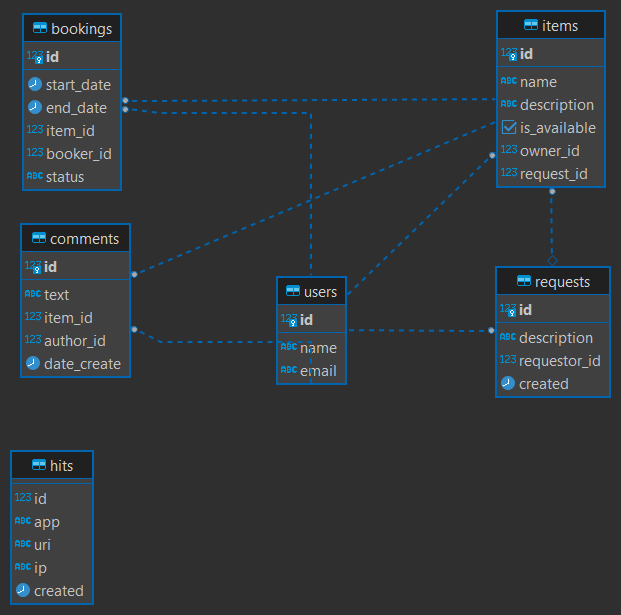 bookings
123 id
start_date
end_date
123 item_id
123 booker_id
ABC status
items
123 id
ABC name
ABC description
is_available
123 owner_id
123 request_id
comments
123 id
ABC text
123 item_id
123 author_id
date_create
users
123 id
ABC name
ABC email
requests
123 id
ABC description
123 requestor_id
created
hits
123 id
ABC app
ABC uri
ABC ip
created